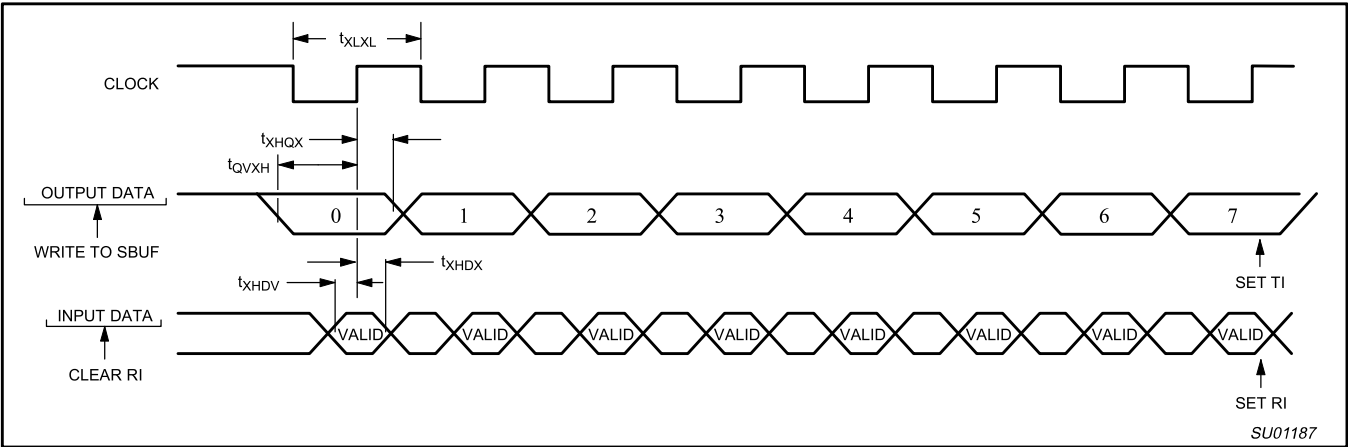 tXLXL
CLOCK
tXHQX
tQVXH
OUTPUT DATA
0 1 2 3 4 5 6 7
WRITE TO SBUF
tXHDX
SET TI
tXHDV
INPUT DATA
VALID VALID VALID VALID VALID VALID VALID VALID
CLEAR RI
SET RI
SU01187